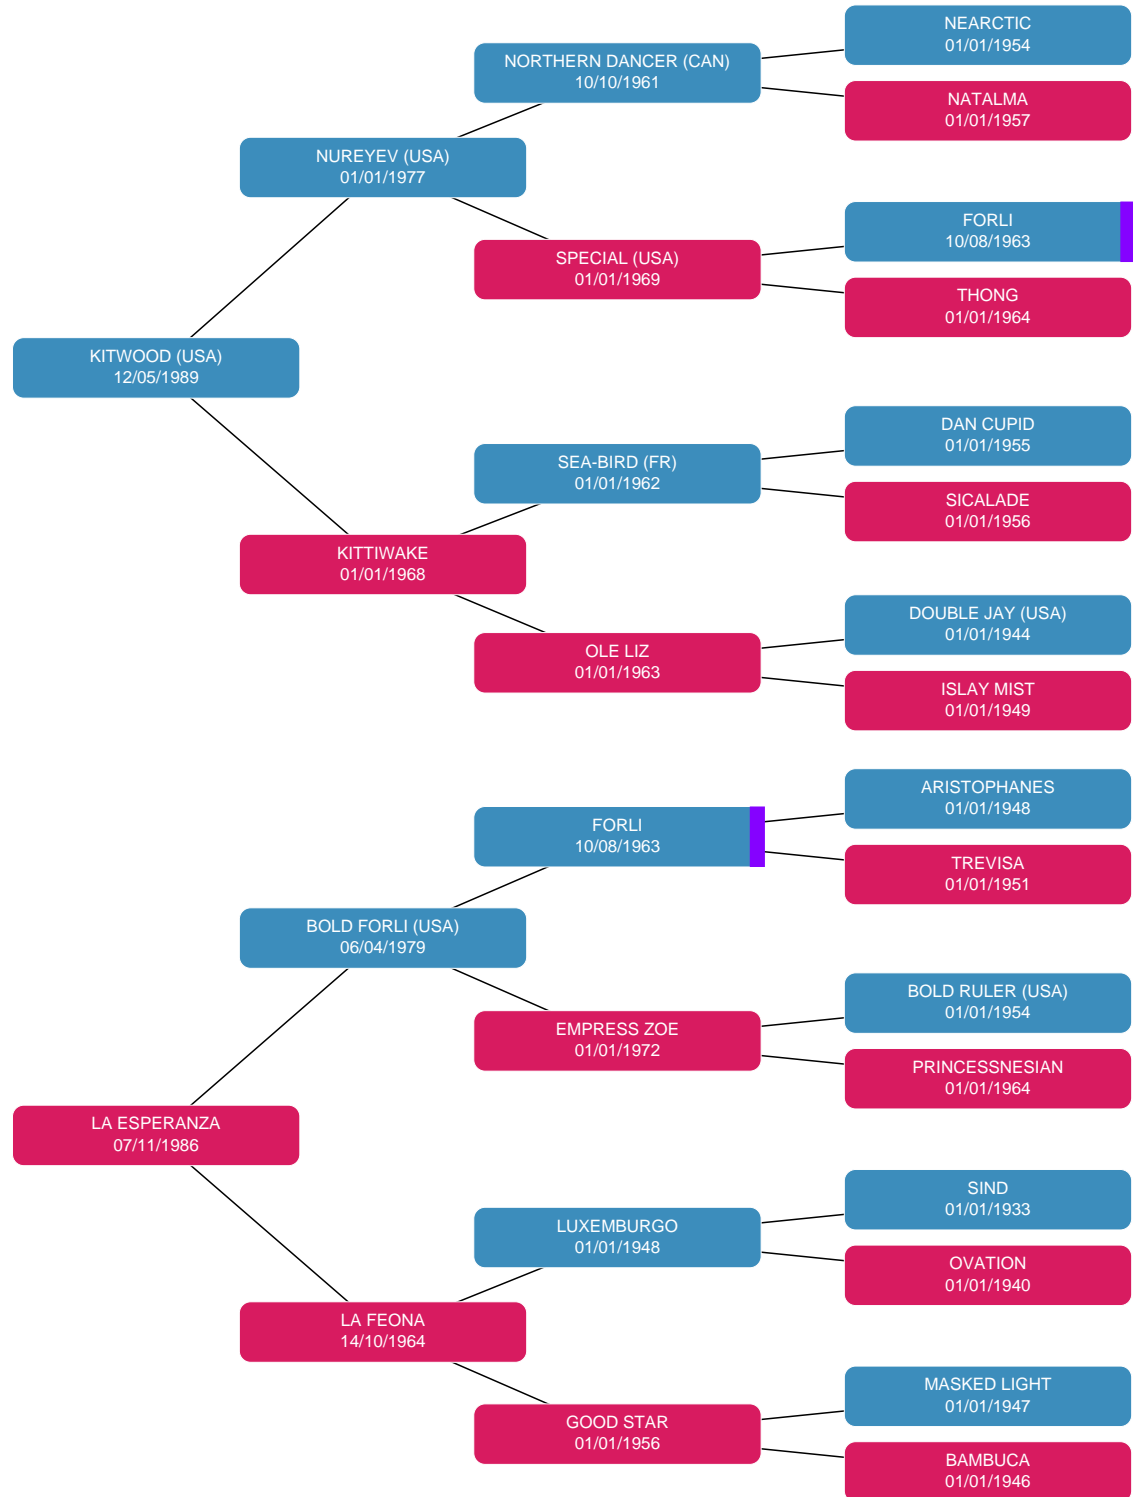 NEARCTIC
01/01/1954
NORTHERN DANCER (CAN)
10/10/1961
NATALMA
01/01/1957
NUREYEV (USA)
01/01/1977
FORLI
10/08/1963
SPECIAL (USA)
01/01/1969
THONG
01/01/1964
KITWOOD (USA)
12/05/1989
DAN CUPID
01/01/1955
SEA-BIRD (FR)
01/01/1962
SICALADE
01/01/1956
KITTIWAKE
01/01/1968
DOUBLE JAY (USA)
01/01/1944
OLE LIZ
01/01/1963
ISLAY MIST
01/01/1949
ARISTOPHANES
01/01/1948
FORLI
10/08/1963
TREVISA
01/01/1951
BOLD FORLI (USA)
06/04/1979
BOLD RULER (USA)
01/01/1954
EMPRESS ZOE
01/01/1972
PRINCESSNESIAN
01/01/1964
LA ESPERANZA
07/11/1986
SIND
01/01/1933
LUXEMBURGO
01/01/1948
OVATION
01/01/1940
LA FEONA
14/10/1964
MASKED LIGHT
01/01/1947
GOOD STAR
01/01/1956
BAMBUCA
01/01/1946